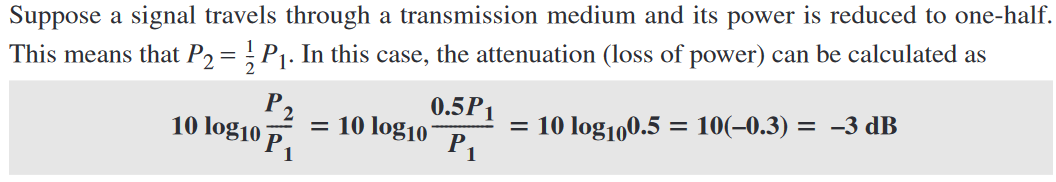 Suppose a signal travels through a transmission medium and its power is reduced to one-half.
This means that P₂ = ½ P₁. In this case, the attenuation (loss of power) can be calculated as
10 log₁₀ P₂/P₁ = 10 log₁₀ 0.5P₁/P₁ = 10 log₁₀0.5 = 10(–0.3) = –3 dB